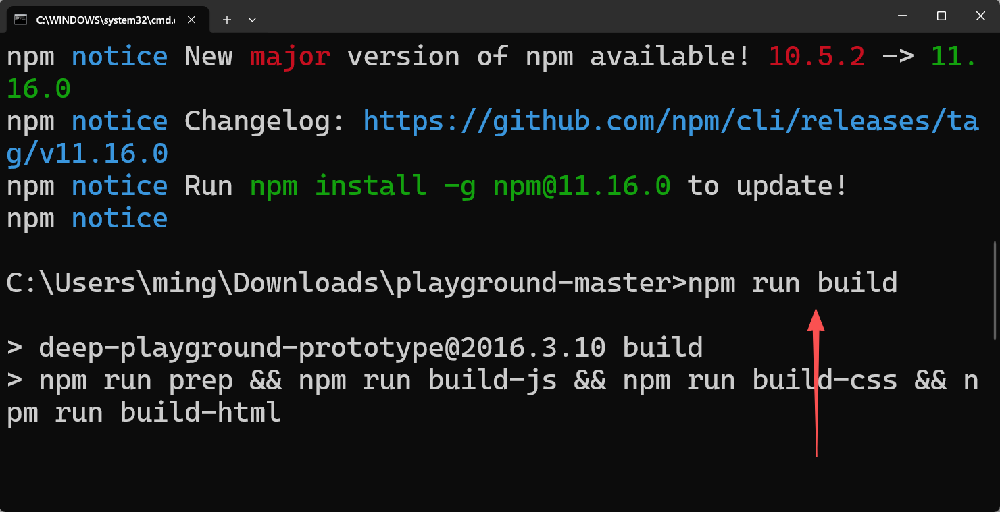 C:\WINDOWS\system32\cmd.e
npm notice New major version of npm available! 10.5.2 -> 11.
16.0
npm notice Changelog: https://github.com/npm/cli/releases/ta
g/v11.16.0
npm notice Run npm install -g npm@11.16.0 to update!
npm notice
C:\Users\ming\Downloads\playground-master>npm run build
> deep-playground-prototype@2016.3.10 build
> npm run prep && npm run build-js && npm run build-css && n
pm run build-html